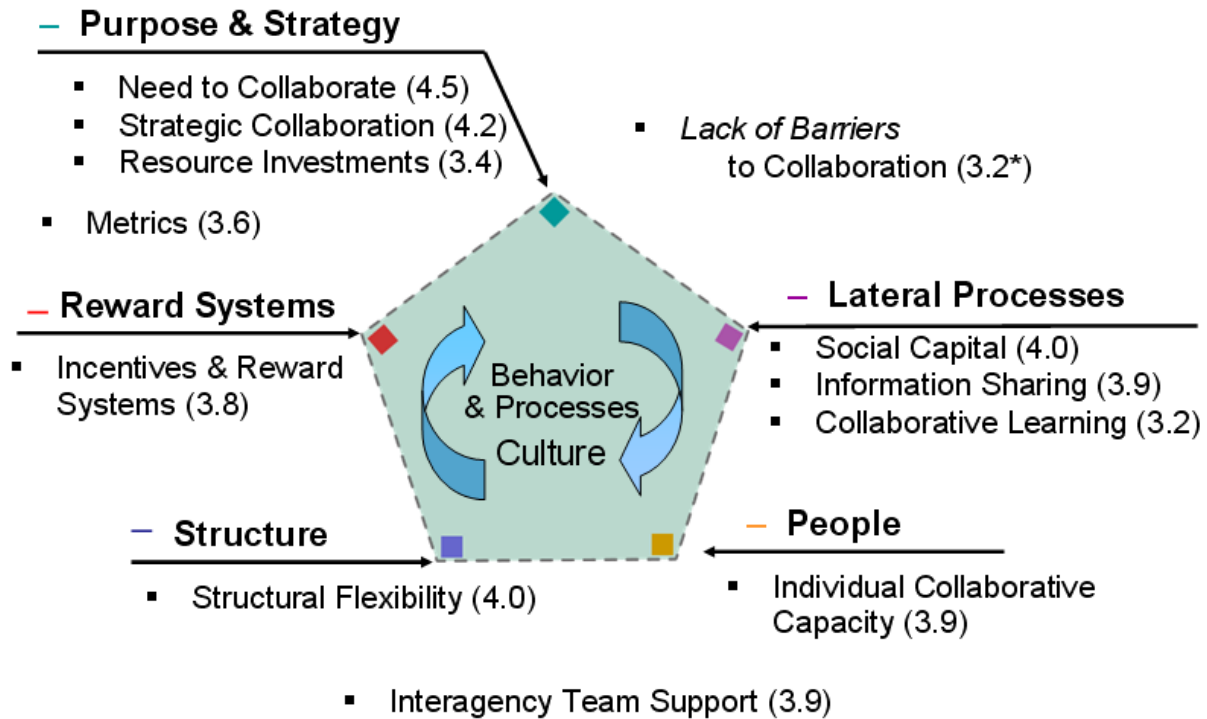 – Purpose & Strategy
▪ Need to Collaborate (4.5)
▪ Strategic Collaboration (4.2)
▪ Resource Investments (3.4)
▪ Lack of Barriers
to Collaboration (3.2*)
▪ Metrics (3.6)
– Reward Systems
▪ Incentives & Reward
Systems (3.8)
– Lateral Processes
▪ Social Capital (4.0)
▪ Information Sharing (3.9)
▪ Collaborative Learning (3.2)
Behavior
& Processes
Culture
– Structure
▪ Structural Flexibility (4.0)
– People
▪ Individual Collaborative
Capacity (3.9)
▪ Interagency Team Support (3.9)